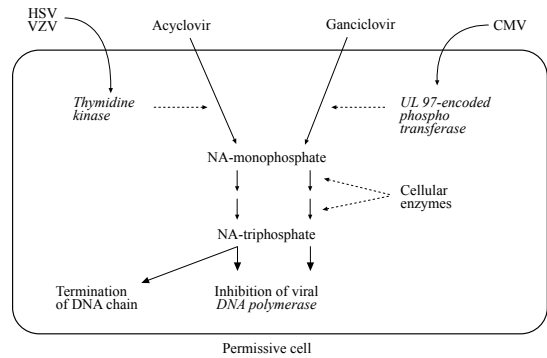 HSV
VZV
Acyclovir
Ganciclovir
CMV
Thymidine
kinase
UL 97-encoded
phospho
transferase
NA-monophosphate
Cellular
enzymes
NA-triphosphate
Termination
of DNA chain
Inhibition of viral
DNA polymerase
Permissive cell